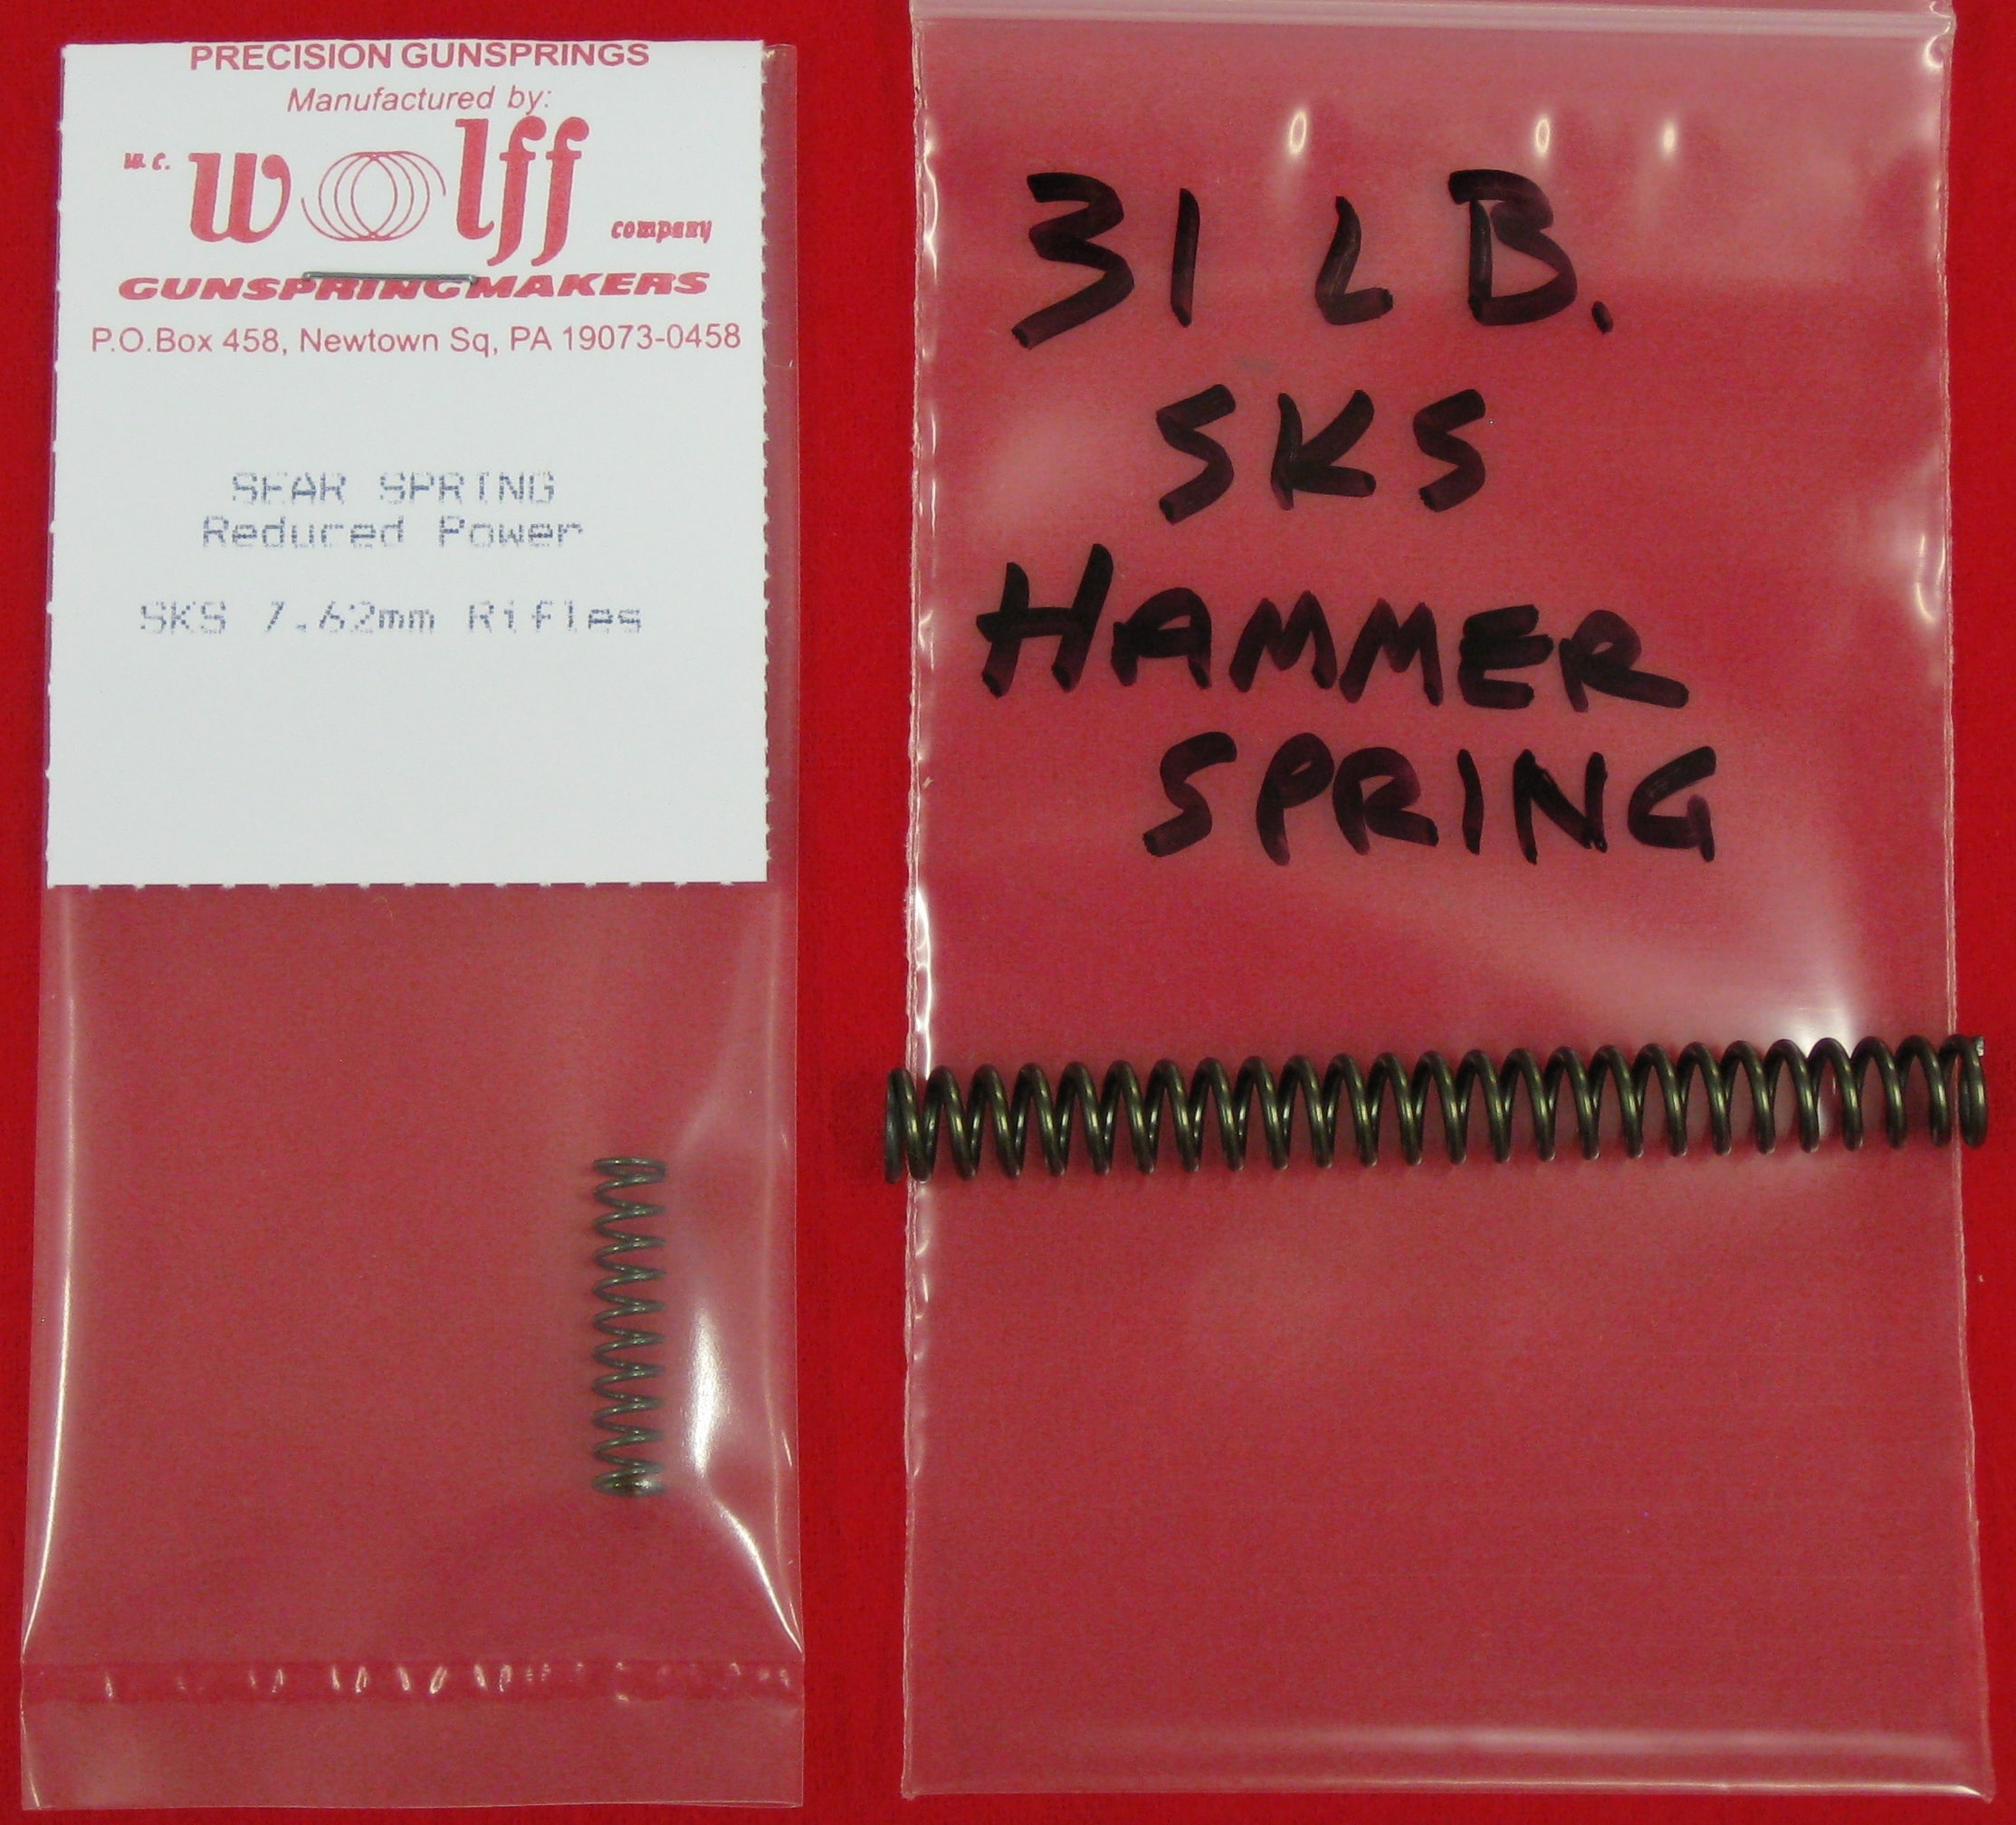 PRECISION GUNSPRINGS
Manufactured by:
W.C. Wolff company
GUNSPRINGMAKERS
P.O.Box 458, Newtown Sq, PA 19073-0458
SEAR SPRING
Reduced Power
SKS 7.62mm Rifles
31 LB.
SKS
HAMMER
SPRING